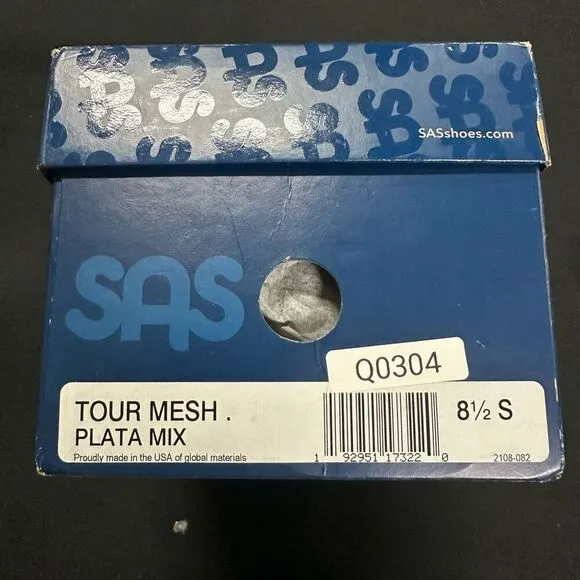 SASshoes.com
SAS
Q0304
TOUR MESH .
8½ S
PLATA MIX
Proudly made in the USA of global materials
1 92951 17322 0
2108-082